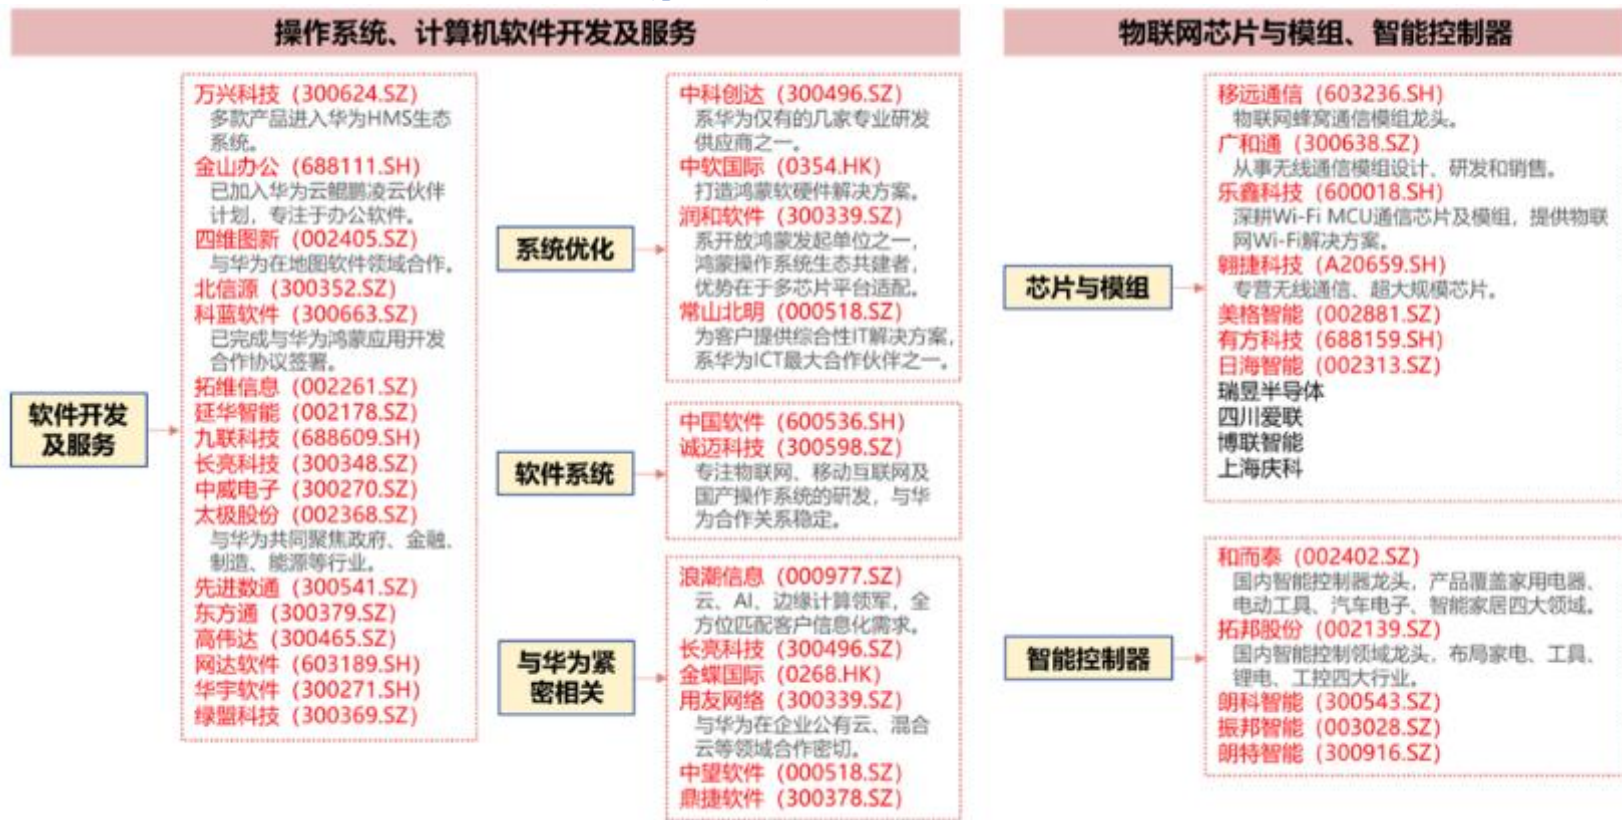 操作系统、计算机软件开发及服务
软件开发
及服务
万兴科技（300624.SZ）
多款产品进入华为HMS生态
系统。
金山办公（688111.SH）
已加入华为云鲲鹏凌云伙伴
计划，专注于办公软件。
四维图新（002405.SZ）
与华为在地图软件领域合作。
北信源（300352.SZ）
科蓝软件（300663.SZ）
已完成与华为鸿蒙应用开发
合作协议签署。
拓维信息（002261.SZ）
延华智能（002178.SZ）
九联科技（688609.SH）
长亮科技（300348.SZ）
中威电子（300270.SZ）
太极股份（002368.SZ）
与华为共同聚焦政府、金融、
制造、能源等行业。
先进数通（300541.SZ）
东方通（300379.SZ）
高伟达（300465.SZ）
网达软件（603189.SH）
华宇软件（300271.SH）
绿盟科技（300369.SZ）
系统优化
中科创达（300496.SZ）
系华为仅有的几家专业研发
供应商之一。
中软国际（0354.HK）
打造鸿蒙软硬件解决方案。
润和软件（300339.SZ）
系开放鸿蒙发起单位之一，
鸿蒙操作系统生态共建者，
优势在于多芯片平台适配。
常山北明（000518.SZ）
为客户提供综合性IT解决方案，
系华为ICT最大合作伙伴之一。
软件系统
中国软件（600536.SH）
诚迈科技（300598.SZ）
专注物联网、移动互联网及
国产操作系统的研发，与华
为合作关系稳定。
与华为紧
密相关
浪潮信息（000977.SZ）
云、AI、边缘计算领军，全
方位匹配客户信息化需求。
长亮科技（300496.SZ）
金蝶国际（0268.HK）
用友网络（300339.SZ）
与华为在企业公有云、混合
云等领域合作密切。
中望软件（000518.SZ）
鼎捷软件（300378.SZ）
物联网芯片与模组、智能控制器
芯片与模组
移远通信（603236.SH）
物联网蜂窝通信模组龙头。
广和通（300638.SZ）
从事无线通信模组设计、研发和销售。
乐鑫科技（600018.SH）
深耕Wi-Fi MCU通信芯片及模组，提供物联
网Wi-Fi解决方案。
翱捷科技（A20659.SH）
专营无线通信、超大规模芯片。
美格智能（002881.SZ）
有方科技（688159.SH）
日海智能（002313.SZ）
瑞昱半导体
四川爱联
博联智能
上海庆科
智能控制器
和而泰（002402.SZ）
国内智能控制器龙头，产品覆盖家用电器、
电动工具、汽车电子、智能家居四大领域。
拓邦股份（002139.SZ）
国内智能控制领域龙头，布局家电、工具、
锂电、工控四大行业。
朗科智能（300543.SZ）
振邦智能（003028.SZ）
朗特智能（300916.SZ）